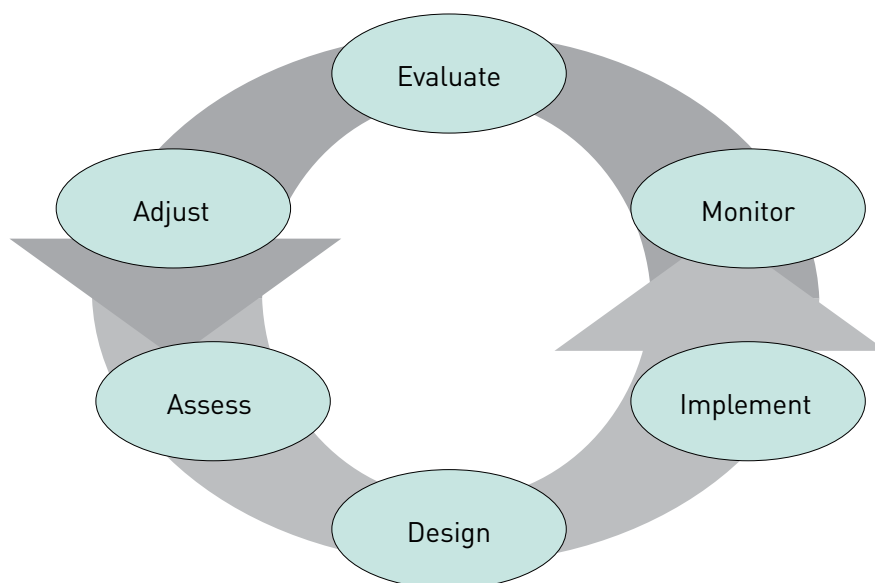 Evaluate
Adjust
Monitor
Assess
Implement
Design